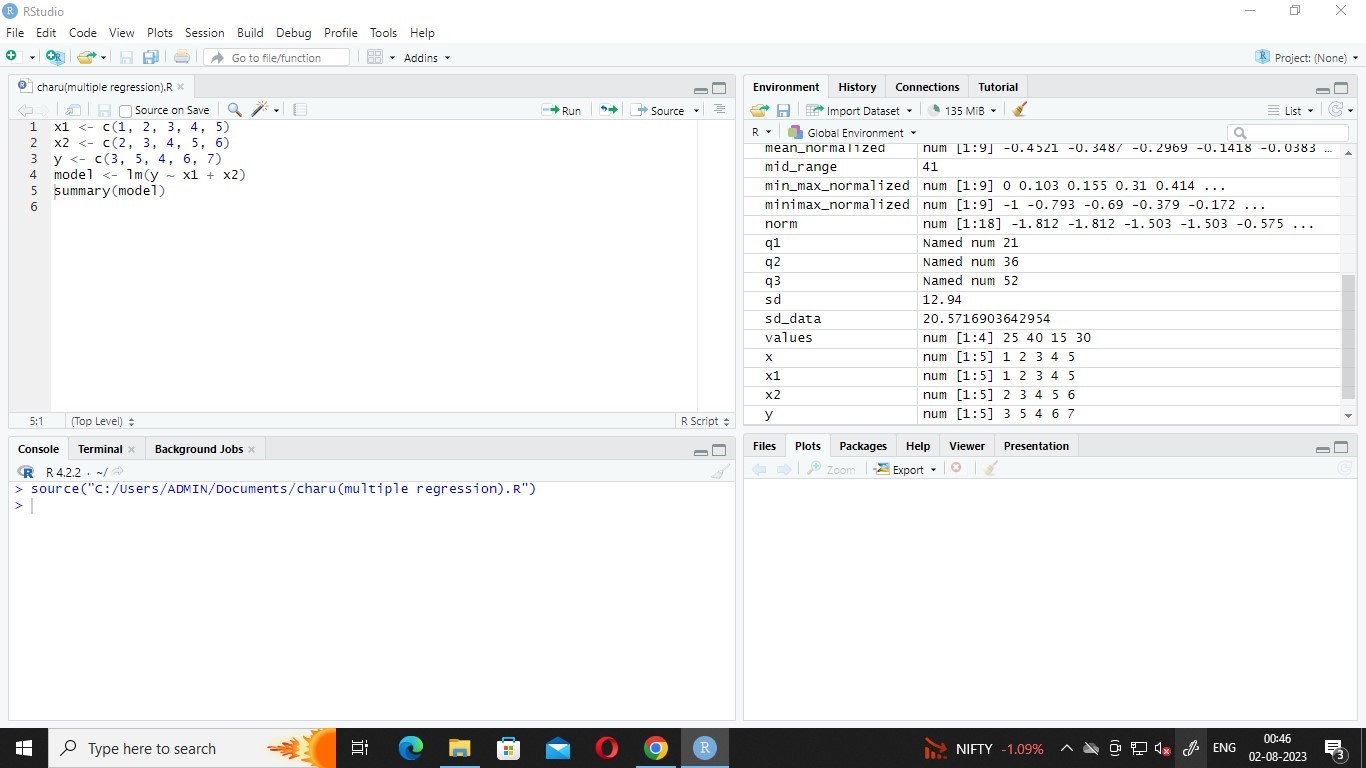 RStudio
File Edit Code View Plots Session Build Debug Profile Tools Help
Go to file/function Addins Project: (None)
charu(multiple regression).R
Source on Save Run Source
1 x1 <- c(1, 2, 3, 4, 5)
2 x2 <- c(2, 3, 4, 5, 6)
3 y <- c(3, 5, 4, 6, 7)
4 model <- lm(y ~ x1 + x2)
5 summary(model)
6
5:1 (Top Level) R Script
Console Terminal Background Jobs
R 4.2.2 · ~/
> source("C:/Users/ADMIN/Documents/charu(multiple regression).R")
>
Environment History Connections Tutorial
Import Dataset 135 MiB List
R Global Environment
mean_normalized num [1:9] -0.4521 -0.3487 -0.2969 -0.1418 -0.0383 ...
mid_range 41
min_max_normalized num [1:9] 0 0.103 0.155 0.31 0.414 ...
minimax_normalized num [1:9] -1 -0.793 -0.69 -0.379 -0.172 ...
norm num [1:18] -1.812 -1.812 -1.503 -1.503 -0.575 ...
q1 Named num 21
q2 Named num 36
q3 Named num 52
sd 12.94
sd_data 20.5716903642954
values num [1:4] 25 40 15 30
x num [1:5] 1 2 3 4 5
x1 num [1:5] 1 2 3 4 5
x2 num [1:5] 2 3 4 5 6
y num [1:5] 3 5 4 6 7
Files Plots Packages Help Viewer Presentation
Zoom Export
Type here to search
NIFTY -1.09% ENG 00:46
02-08-2023 3